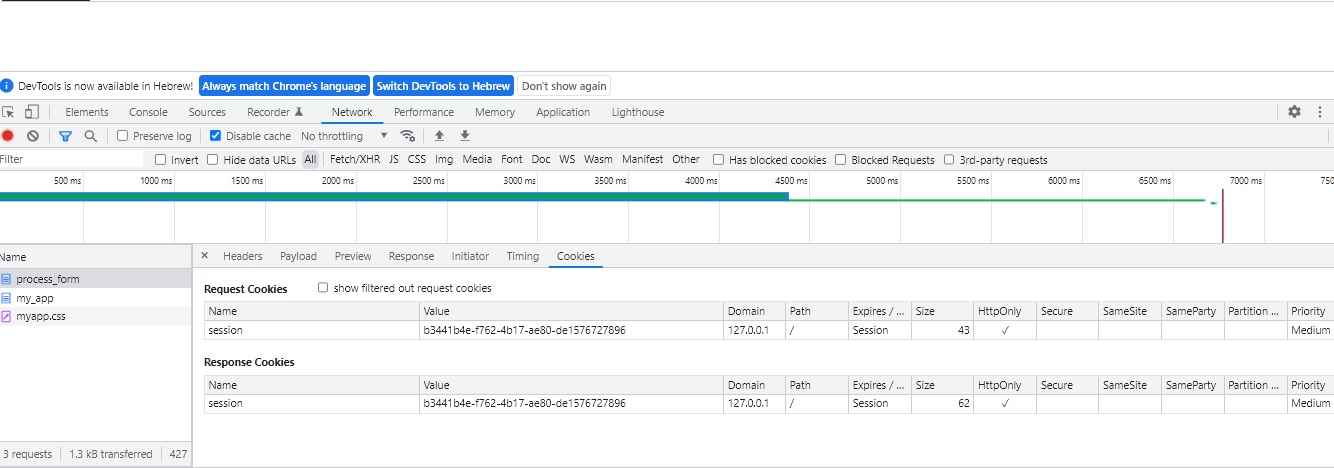 DevTools is now available in Hebrew! Always match Chrome's language Switch DevTools to Hebrew Don't show again
Elements Console Sources Recorder Network Performance Memory Application Lighthouse
Preserve log Disable cache No throttling
Filter Invert Hide data URLs All Fetch/XHR JS CSS Img Media Font Doc WS Wasm Manifest Other Has blocked cookies Blocked Requests 3rd-party requests
500 ms 1000 ms 1500 ms 2000 ms 2500 ms 3000 ms 3500 ms 4000 ms 4500 ms 5000 ms 5500 ms 6000 ms 6500 ms 7000 ms 750
Name × Headers Payload Preview Response Initiator Timing Cookies
process_form
my_app
myapp.css
Request Cookies show filtered out request cookies
Name Value Domain Path Expires / ... Size HttpOnly Secure SameSite SameParty Partition ... Priority
session b3441b4e-f762-4b17-ae80-de1576727896 127.0.0.1 / Session 43 ✓ Medium
Response Cookies
Name Value Domain Path Expires / ... Size HttpOnly Secure SameSite SameParty Partition ... Priority
session b3441b4e-f762-4b17-ae80-de1576727896 127.0.0.1 / Session 62 ✓ Medium
3 requests 1.3 kB transferred 427